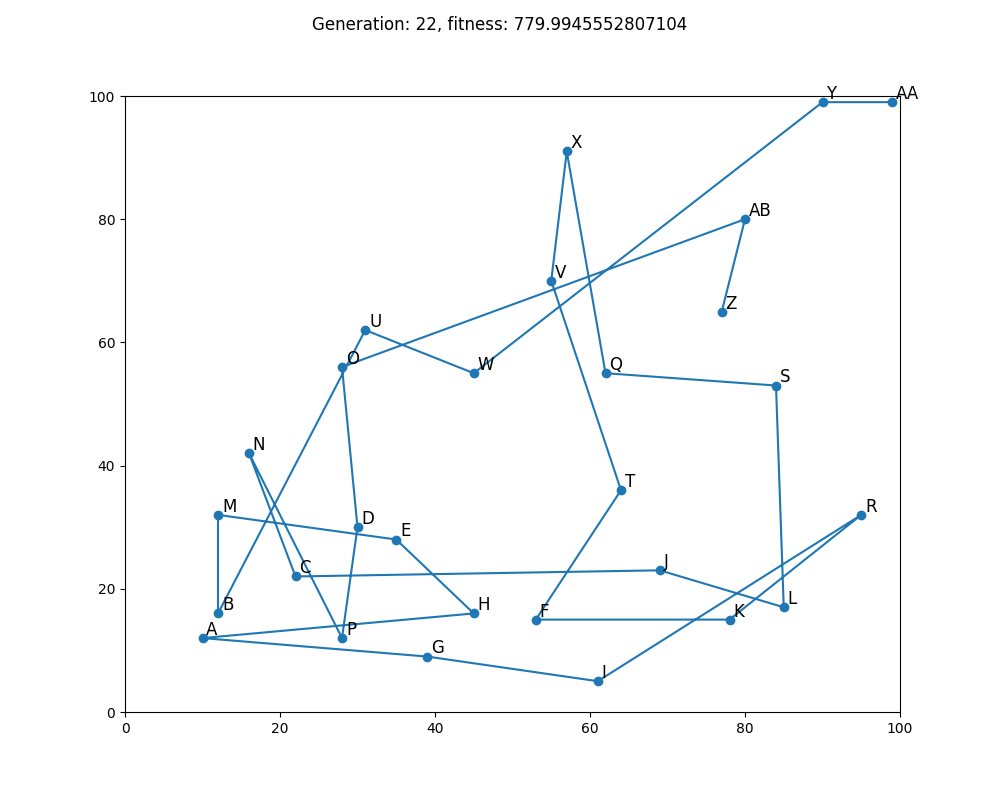 Generation: 22, fitness: 779.9945552807104
100
Y
AA
X
80
AB
V
Z
60
U
O
W
Q
S
40
N
T
M
R
D
E
20
C
J
B
H
F
K
L
A
P
G
I
0
0
20
40
60
80
100